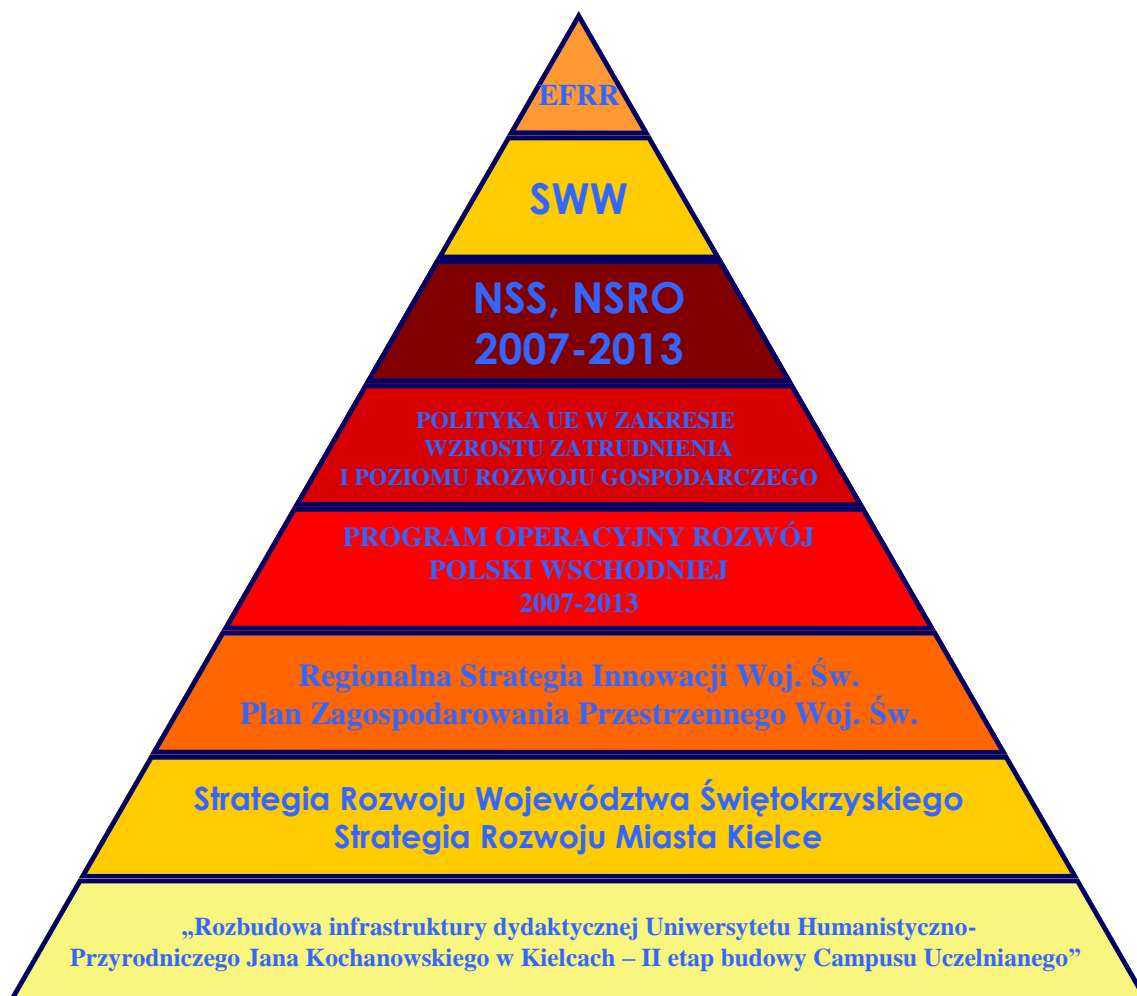 EFRR
SWW
NSS, NSRO
2007-2013
POLITYKA UE W ZAKRESIE
WZROSTU ZATRUDNIENIA
I POZIOMU ROZWOJU GOSPODARCZEGO
PROGRAM OPERACYJNY ROZWÓJ
POLSKI WSCHODNIEJ
2007-2013
Regionalna Strategia Innowacji Woj. Św.
Plan Zagospodarowania Przestrzennego Woj. Św.
Strategia Rozwoju Województwa Świętokrzyskiego
Strategia Rozwoju Miasta Kielce
„Rozbudowa infrastruktury dydaktycznej Uniwersytetu Humanistyczno-
Przyrodniczego Jana Kochanowskiego w Kielcach – II etap budowy Campusu Uczelnianego”